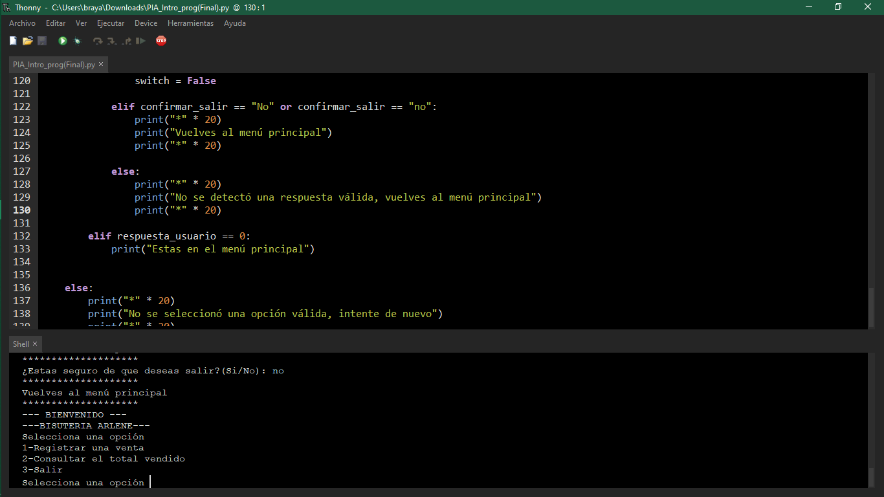 Thonny - C:\Users\braya\Downloads\PIA_Intro_prog(Final).py @ 130 : 1
Archivo Editar Ver Ejecutar Device Herramientas Ayuda
PIA_Intro_prog(Final).py ×
120 switch = False
121
122 elif confirmar_salir == "No" or confirmar_salir == "no":
123 print("*" * 20)
124 print("Vuelves al menú principal")
125 print("*" * 20)
126
127 else:
128 print("*" * 20)
129 print("No se detectó una respuesta válida, vuelves al menú principal")
130 print("*" * 20)
131
132 elif respuesta_usuario == 0:
133 print("Estas en el menú principal")
134
135
136 else:
137 print("*" * 20)
138 print("No se seleccionó una opción válida, intente de nuevo")
139 print("*" * 20)
Shell ×
********************
¿Estas seguro de que deseas salir?(Si/No): no
********************
Vuelves al menú principal
********************
--- BIENVENIDO ---
---BISUTERIA ARLENE---
Selecciona una opción
1-Registrar una venta
2-Consultar el total vendido
3-Salir
Selecciona una opción